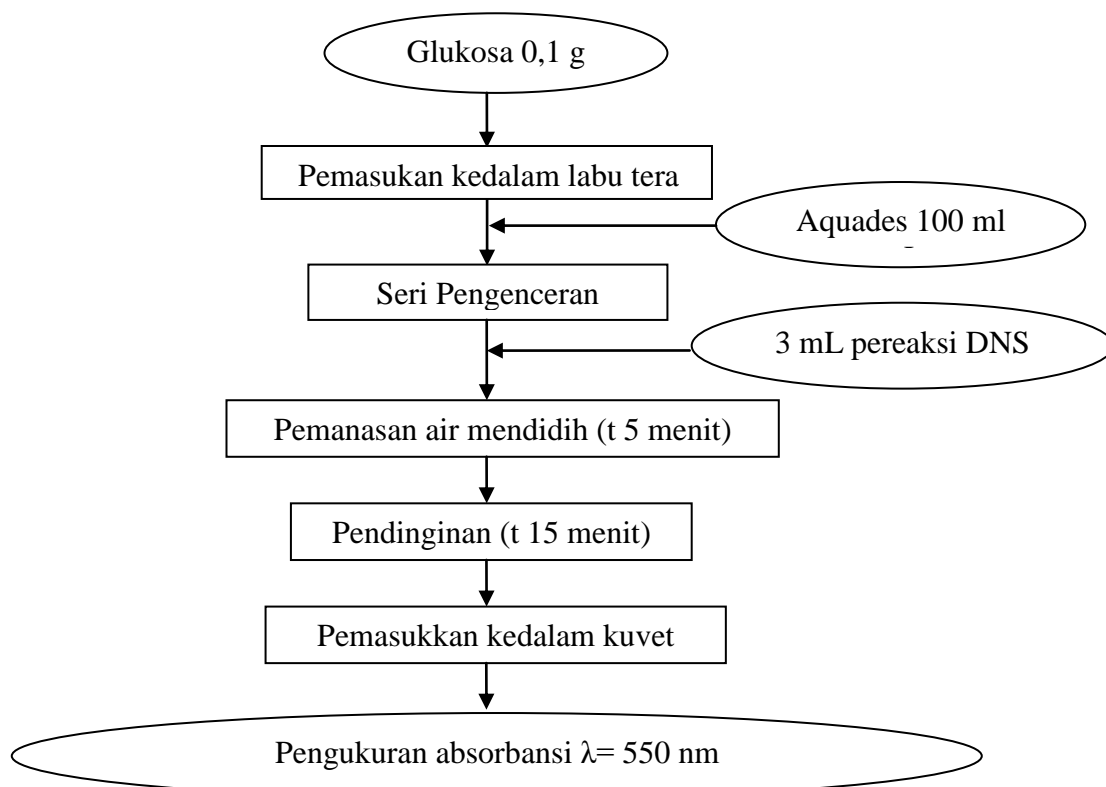 Glukosa 0,1 g
Pemasukan kedalam labu tera
Aquades 100 ml
Seri Pengenceran
3 mL pereaksi DNS
Pemanasan air mendidih (t 5 menit)
Pendinginan (t 15 menit)
Pemasukkan kedalam kuvet
Pengukuran absorbansi λ= 550 nm